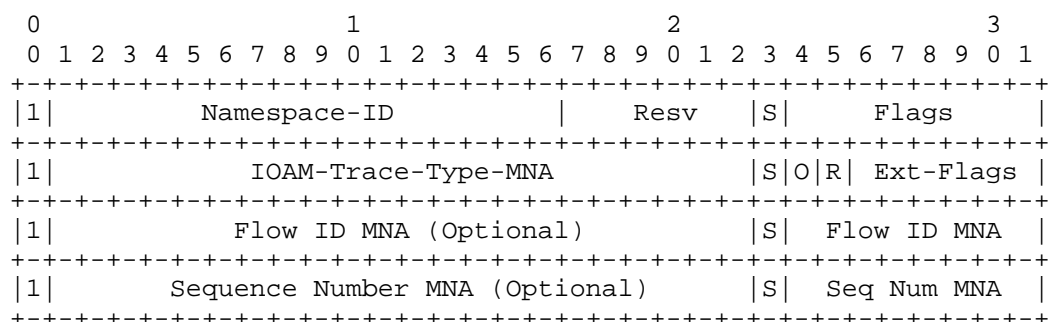 0                   1                   2                   3
 0 1 2 3 4 5 6 7 8 9 0 1 2 3 4 5 6 7 8 9 0 1 2 3 4 5 6 7 8 9 0 1
+-+-+-+-+-+-+-+-+-+-+-+-+-+-+-+-+-+-+-+-+-+-+-+-+-+-+-+-+-+-+-+-+
|1|         Namespace-ID          |    Resv   |S|     Flags     |
+-+-+-+-+-+-+-+-+-+-+-+-+-+-+-+-+-+-+-+-+-+-+-+-+-+-+-+-+-+-+-+-+
|1|            IOAM-Trace-Type-MNA            |S|O|R| Ext-Flags |
+-+-+-+-+-+-+-+-+-+-+-+-+-+-+-+-+-+-+-+-+-+-+-+-+-+-+-+-+-+-+-+-+
|1|           Flow ID MNA (Optional)          |S|  Flow ID MNA  |
+-+-+-+-+-+-+-+-+-+-+-+-+-+-+-+-+-+-+-+-+-+-+-+-+-+-+-+-+-+-+-+-+
|1|       Sequence Number MNA (Optional)      |S|  Seq Num MNA  |
+-+-+-+-+-+-+-+-+-+-+-+-+-+-+-+-+-+-+-+-+-+-+-+-+-+-+-+-+-+-+-+-+